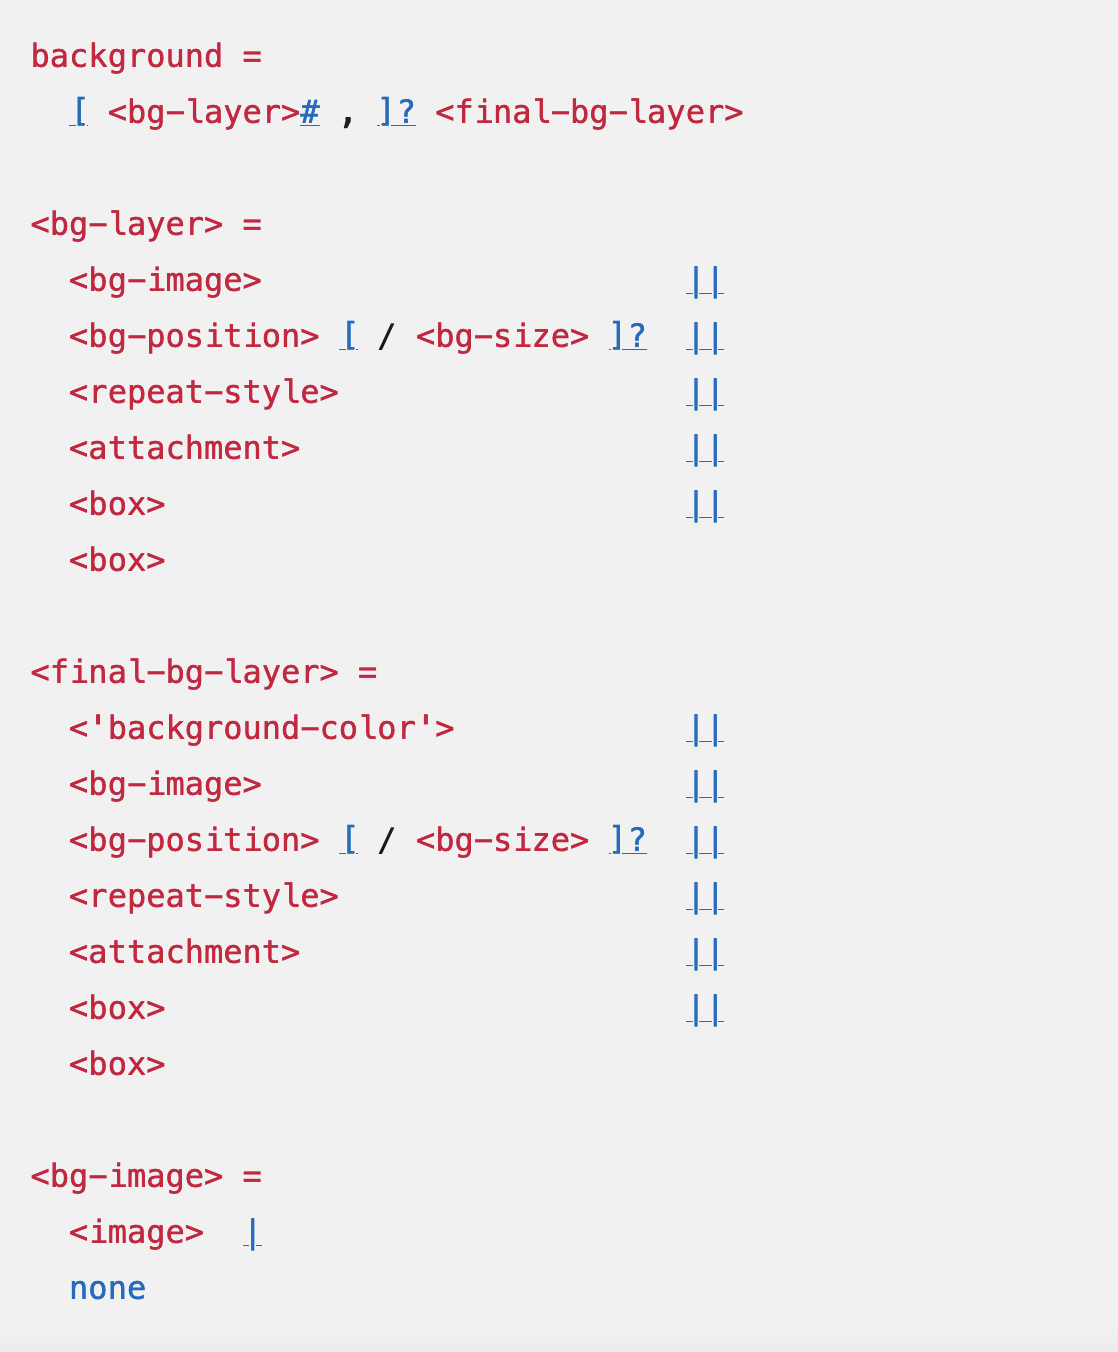 background =
[ <bg-layer># , ]? <final-bg-layer>
<bg-layer> =
<bg-image> ||
<bg-position> [ / <bg-size> ]? ||
<repeat-style> ||
<attachment> ||
<box> ||
<box>
<final-bg-layer> =
<'background-color'> ||
<bg-image> ||
<bg-position> [ / <bg-size> ]? ||
<repeat-style> ||
<attachment> ||
<box> ||
<box>
<bg-image> =
<image> |
none